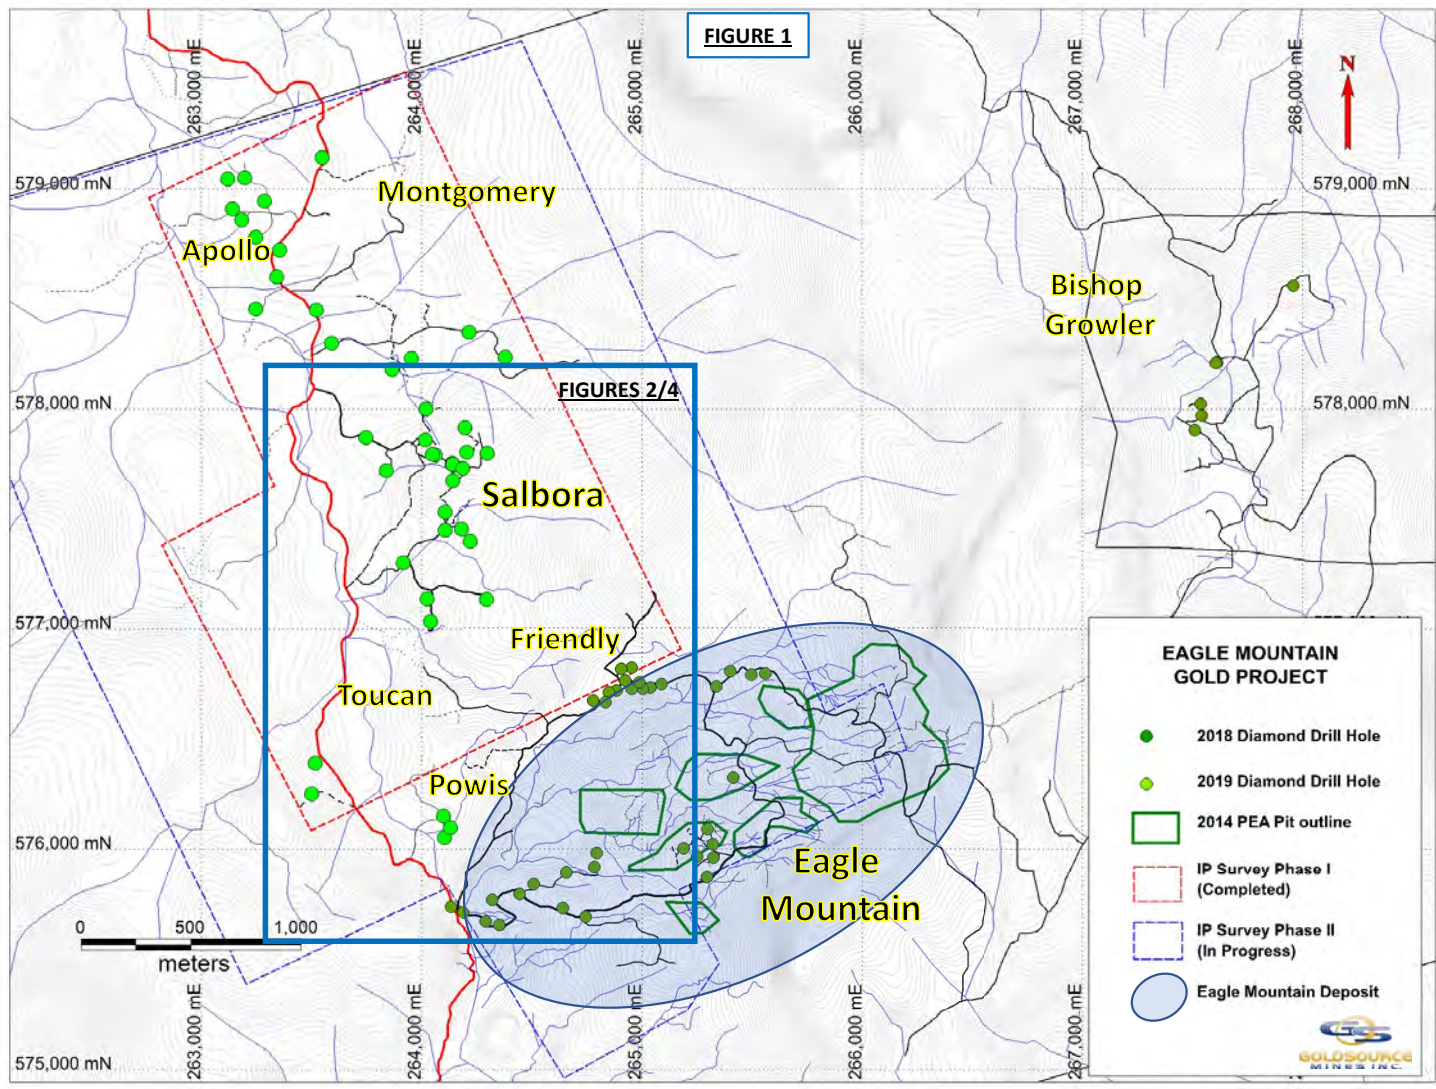 FIGURE 1
263,000 mE
264,000 mE
265,000 mE
266,000 mE
267,000 mE
268,000 mE
N
579,000 mN
579,000 mN
Montgomery
Apollo
Bishop
Growler
FIGURES 2/4
578,000 mN
578,000 mN
Salbora
577,000 mN
Friendly
Toucan
Powis
576,000 mN
Eagle
Mountain
0 500 1,000
meters
263,000 mE
264,000 mE
265,000 mE
266,000 mE
267,000 mE
575,000 mN
EAGLE MOUNTAIN
GOLD PROJECT
2018 Diamond Drill Hole
2019 Diamond Drill Hole
2014 PEA Pit outline
IP Survey Phase I
(Completed)
IP Survey Phase II
(In Progress)
Eagle Mountain Deposit
GOLDSOURCE
MINES INC.